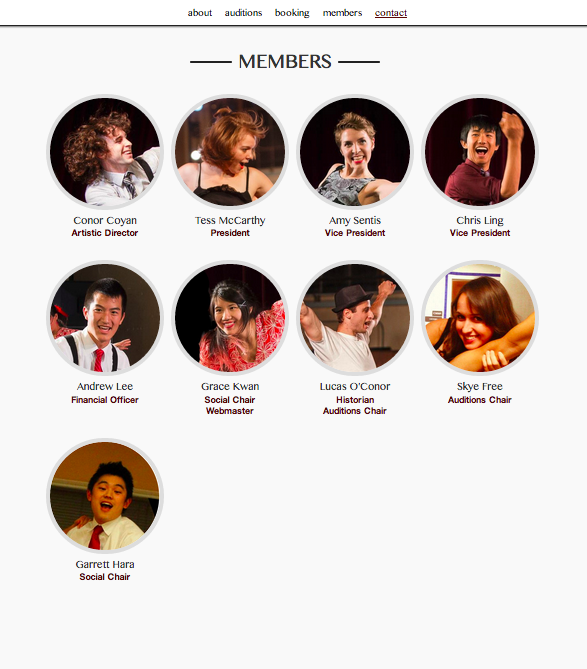 about auditions booking members contact
MEMBERS
Conor Coyan
Artistic Director
Tess McCarthy
President
Amy Sentis
Vice President
Chris Ling
Vice President
Andrew Lee
Financial Officer
Grace Kwan
Social Chair
Webmaster
Lucas O'Conor
Historian
Auditions Chair
Skye Free
Auditions Chair
Garrett Hara
Social Chair